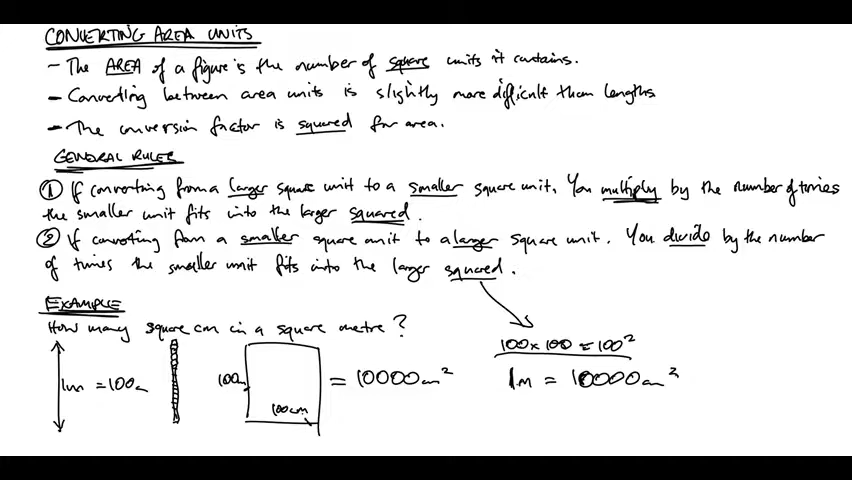 CONVERTING AREA UNITS
- The AREA of a figure is the number of square units it contains.
- Converting between area units is slightly more difficult than lengths
- The conversion factor is squared for area.
GENERAL RULES
① If converting from a larger square unit to a smaller square unit. You multiply by the number of times
the smaller unit fits into the larger squared.
② If converting from a smaller square unit to a larger square unit. You divide by the number
of times the smaller unit fits into the larger squared.
EXAMPLE
How many square cm in a square metre?
100 × 100 = 100²
1m = 100cm
100cm
100cm
= 10000cm²
1m = 10000cm²